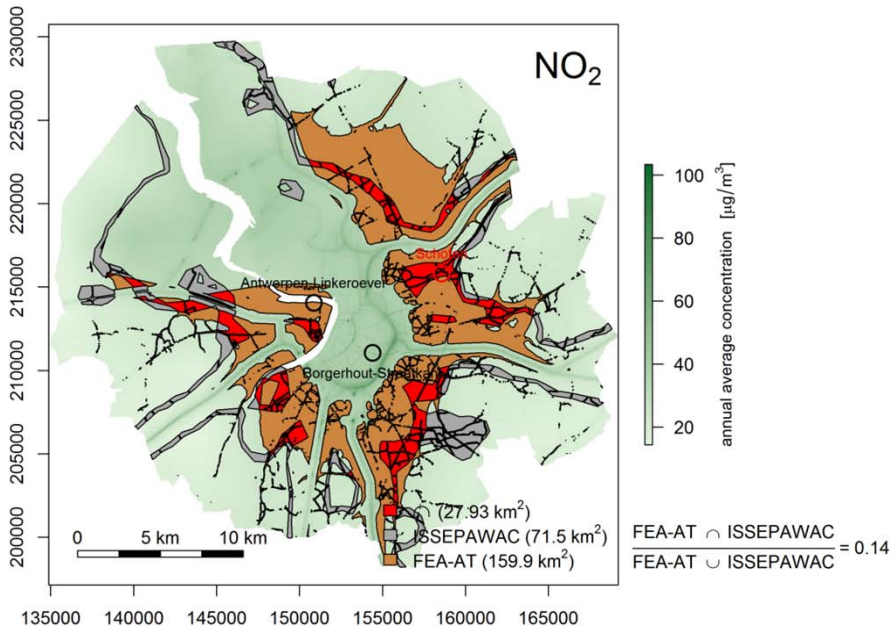 NO₂
230000
225000
220000
215000
210000
205000
200000
135000 140000 145000 150000 155000 160000 165000
Schoten
Antwerpen-Linkeroever
0 5 km 10 km
∩ (27.93 km²)
ISSEPAWAC (71.5 km²)
FEA-AT (159.9 km²)
100
80
60
40
20
annual average concentration [µg/m³]
FEA-AT ∩ ISSEPAWAC
FEA-AT ∪ ISSEPAWAC
= 0.14